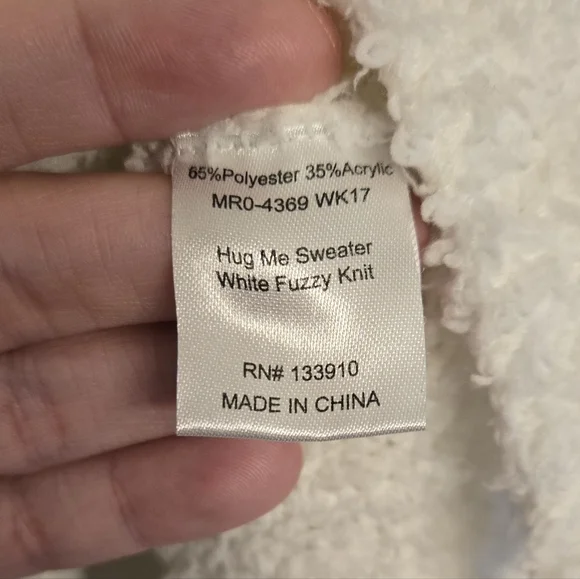 65%Polyester 35%Acrylic
MR0-4369 WK17
Hug Me Sweater
White Fuzzy Knit
RN# 133910
MADE IN CHINA